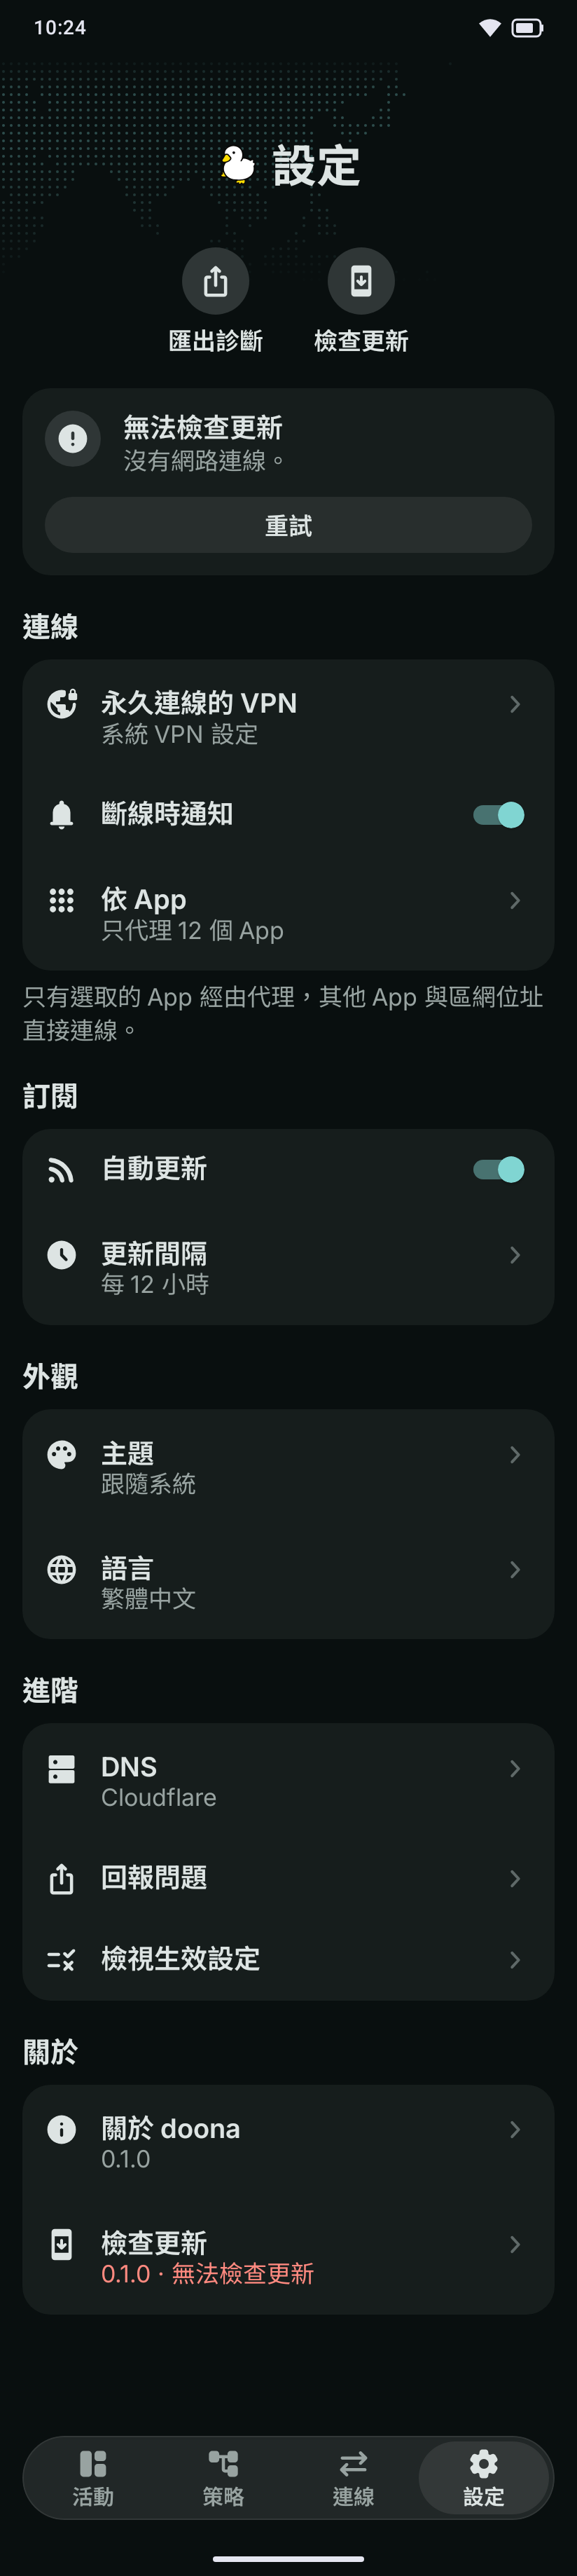 10:24
設定
匯出診斷
檢查更新
無法檢查更新
沒有網路連線。
重試
連線
永久連線的 VPN
系統 VPN 設定
斷線時通知
依 App
只代理 12 個 App
只有選取的 App 經由代理，其他 App 與區網位址
直接連線。
訂閱
自動更新
更新間隔
每 12 小時
外觀
主題
跟隨系統
語言
繁體中文
進階
DNS
Cloudflare
回報問題
檢視生效設定
關於
關於 doona
0.1.0
檢查更新
0.1.0 · 無法檢查更新
活動
策略
連線
設定